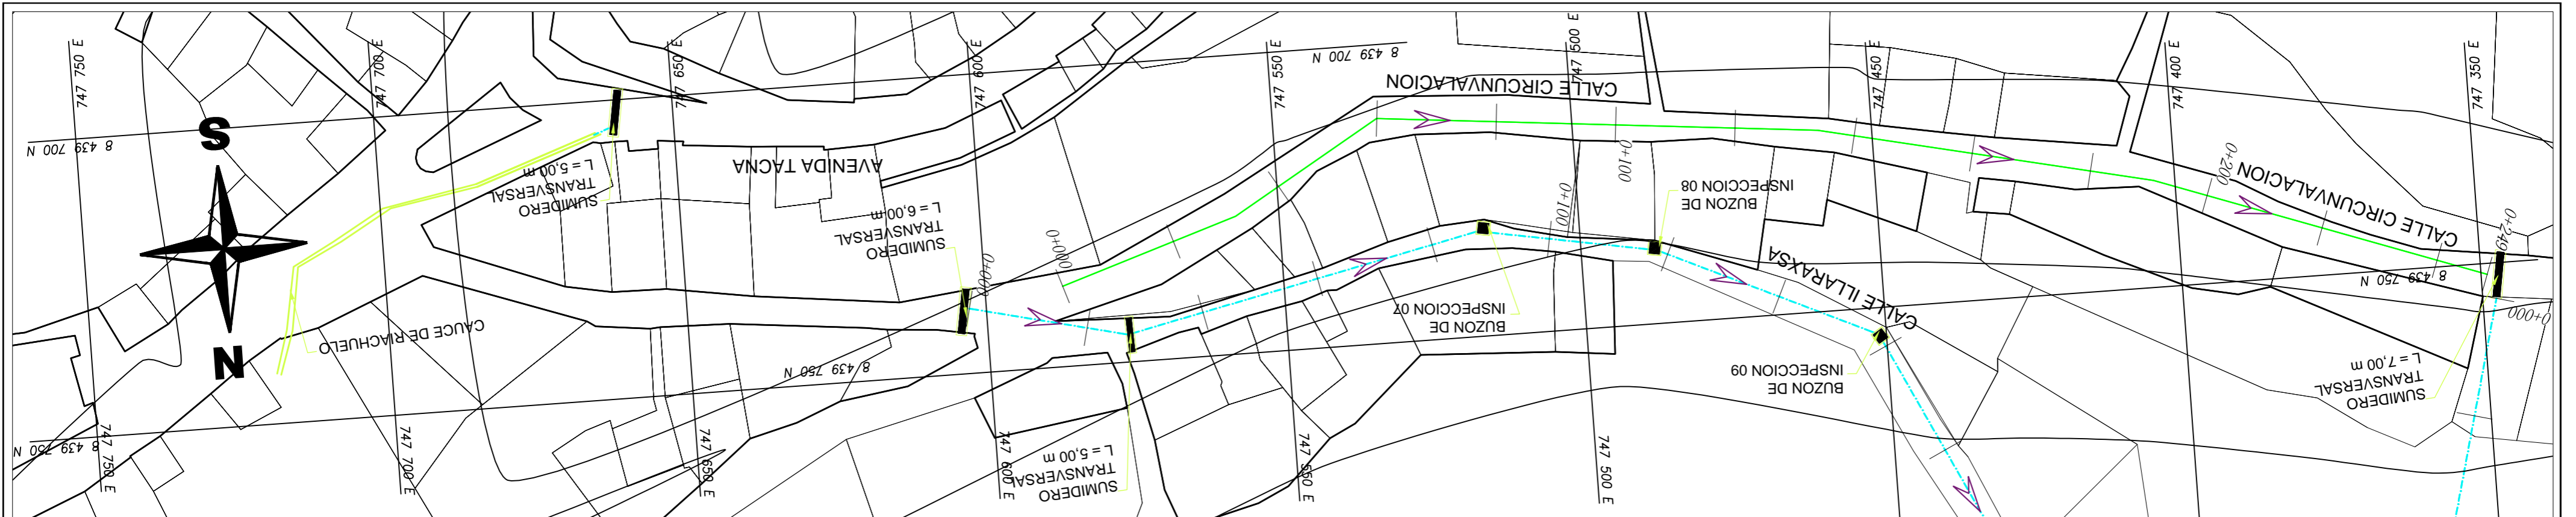 747 750 E
747 700 E
747 650 E
747 600 E
747 550 E
747 500 E
747 450 E
747 400 E
747 350 E
8 439 700 N
8 439 700 N
S
N
SUMIDERO
TRANSVERSAL
L = 5,00 m
AVENIDA TACNA
SUMIDERO
TRANSVERSAL
L = 6,00 m
CALLE CIRCUNVALACION
0+000
0+000
0+100
0+100
BUZON DE
INSPECCION 08
0+200
CALLE CIRCUNVALACION
0+249
8 439 750 N
0+000
CALLE ILLARAXSA
BUZON DE
INSPECCION 07
CAUCE DE RIACHUELO
8 439 750 N
BUZON DE
INSPECCION 09
SUMIDERO
TRANSVERSAL
L = 7,00 m
8 439 750 N
SUMIDERO
TRANSVERSAL
L = 5,00 m
747 750 E
747 700 E
747 650 E
747 600 E
747 550 E
747 500 E